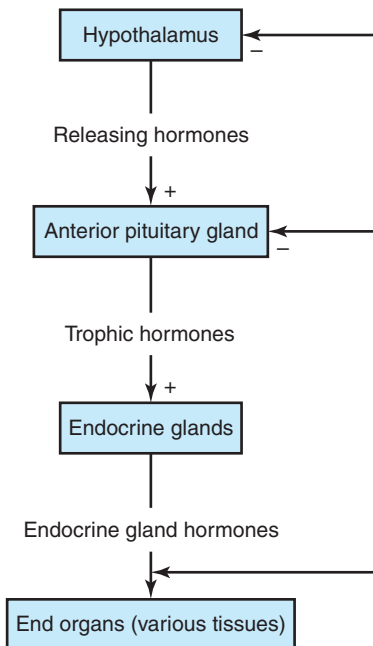 Hypothalamus
–
Releasing hormones
+
Anterior pituitary gland
–
Trophic hormones
+
Endocrine glands
Endocrine gland hormones
End organs (various tissues)